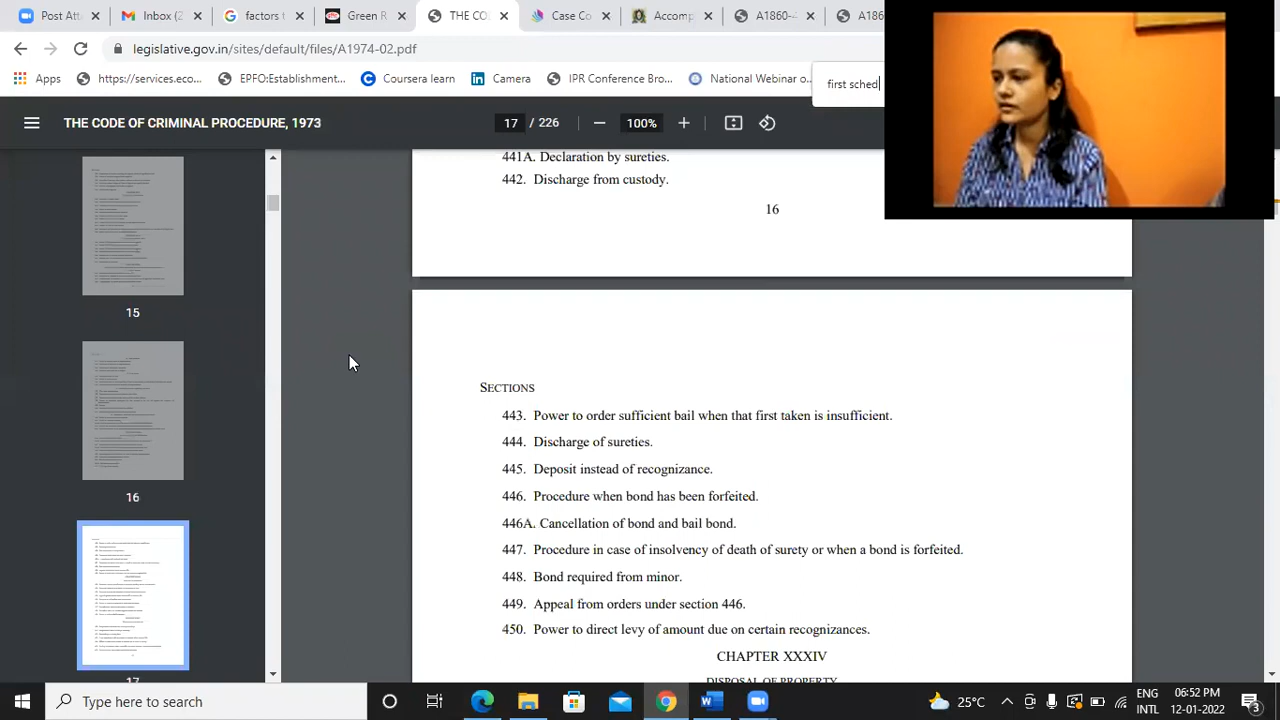 PostAtt
Inbox (2
factors
Green R
THE CO
Case Co
Accomp
A1860-
A186
legislative.gov.in/sites/default/files/A1974-02.pdf
Apps
https://services.eco...
EPFO:Establishment...
Coursera learn
Camera
IPR Conference Bro...
National Webinar o
first sched
THE CODE OF CRIMINAL PROCEDURE, 1
17 / 226
100%
15
16
17
441A. Declaration by sureties.
442. Discharge from custody.
16
SECTIONS
443. Power to order sufficient bail when that first taken is insufficient.
444. Discharge of sureties.
445. Deposit instead of recognizance.
446. Procedure when bond has been forfeited.
446A. Cancellation of bond and bail bond.
447. Procedure in case of insolvency or death of surety or when a bond is forfeited.
448. required from minor.
449. Appeal from orders under section 446.
450. direct levy of amount due on certain recognizances.
CHAPTER XXXIV
DISPOSAL OF PROPERTY
Type here to search
25°C
ENG
INTL
06:52 PM
12-01-2022
3